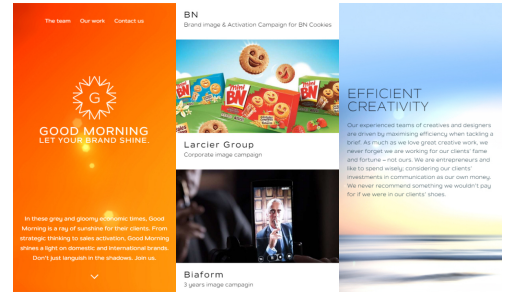 The team Our work Contact us
G
GOOD MORNING
LET YOUR BRAND SHINE.
In these grey and gloomy economic times, Good
Morning is a ray of sunshine for their clients. From
strategic thinking to sales activation, Good Morning
shines a light on domestic and international brands.
Don't just languish in the shadows. Join us.
BN
Brand image & Activation Campaign for BN Cookies
mini
BN
mini
BN
mini
BN
Larcier Group
Corporate image campaign
Biaform
3 years image campagin
EFFICIENT
CREATIVITY
Our experienced teams of creatives and designers
are driven by maximising efficiency when tackling a
brief. As much as we love great creative work, we
never forget we are working for our clients' fame
and fortune – not ours. We are entrepreneurs and
like to spend wisely; considering our clients'
investments in communication as our own money.
We never recommend something we wouldn't pay
for if we were in our clients' shoes.